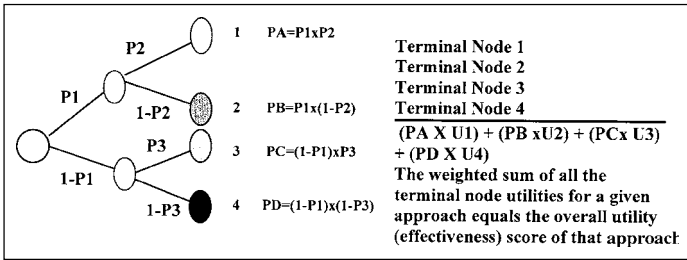 P1
P2
1-P2
1-P1
P3
1-P3
1 PA=P1xP2
2 PB=P1x(1-P2)
3 PC=(1-P1)xP3
4 PD=(1-P1)x(1-P3)
Terminal Node 1
Terminal Node 2
Terminal Node 3
Terminal Node 4
(PA X U1) + (PB xU2) + (PCx U3)
+ (PD X U4)
The weighted sum of all the
terminal node utilities for a given
approach equals the overall utility
(effectiveness) score of that approach